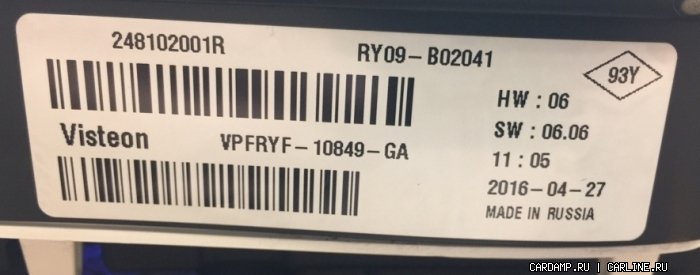 248102001R RY09-B02041
93Y
HW : 06
Visteon VPFRYF-10849-GA
SW : 06.06
11 : 05
2016-04-27
MADE IN RUSSIA
CARDAMP.RU | CARLINE.RU